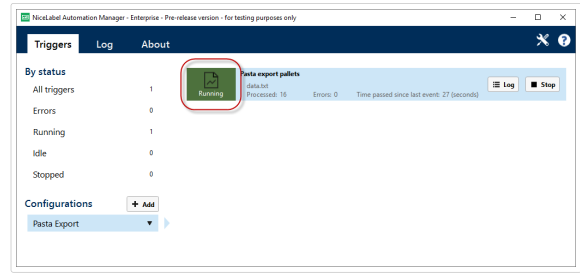 NiceLabel Automation Manager - Enterprise - Pre-release version - for testing purposes only
Triggers Log About
By status
All triggers 1
Errors 0
Running 1
Idle 0
Stopped 0
Configurations + Add
Pasta Export
Running
Pasta export pallets
data.txt
Processed: 16 Errors: 0 Time passed since last event: 27 (seconds)
Log Stop